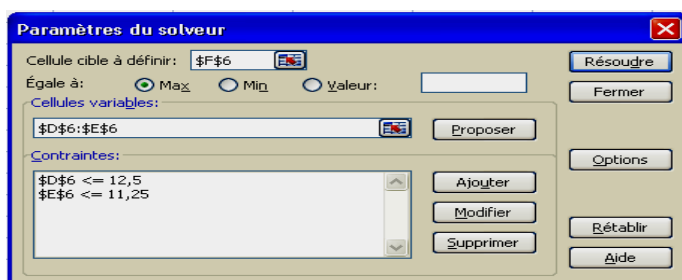 Paramètres du solveur
Cellule cible à définir: $F$6
Résoudre
Égale à: Max Min Valeur:
Fermer
Cellules variables:
$D$6:$E$6
Proposer
Contraintes:
Options
$D$6 <= 12,5
$E$6 <= 11,25
Ajouter
Modifier
Rétablir
Supprimer
Aide